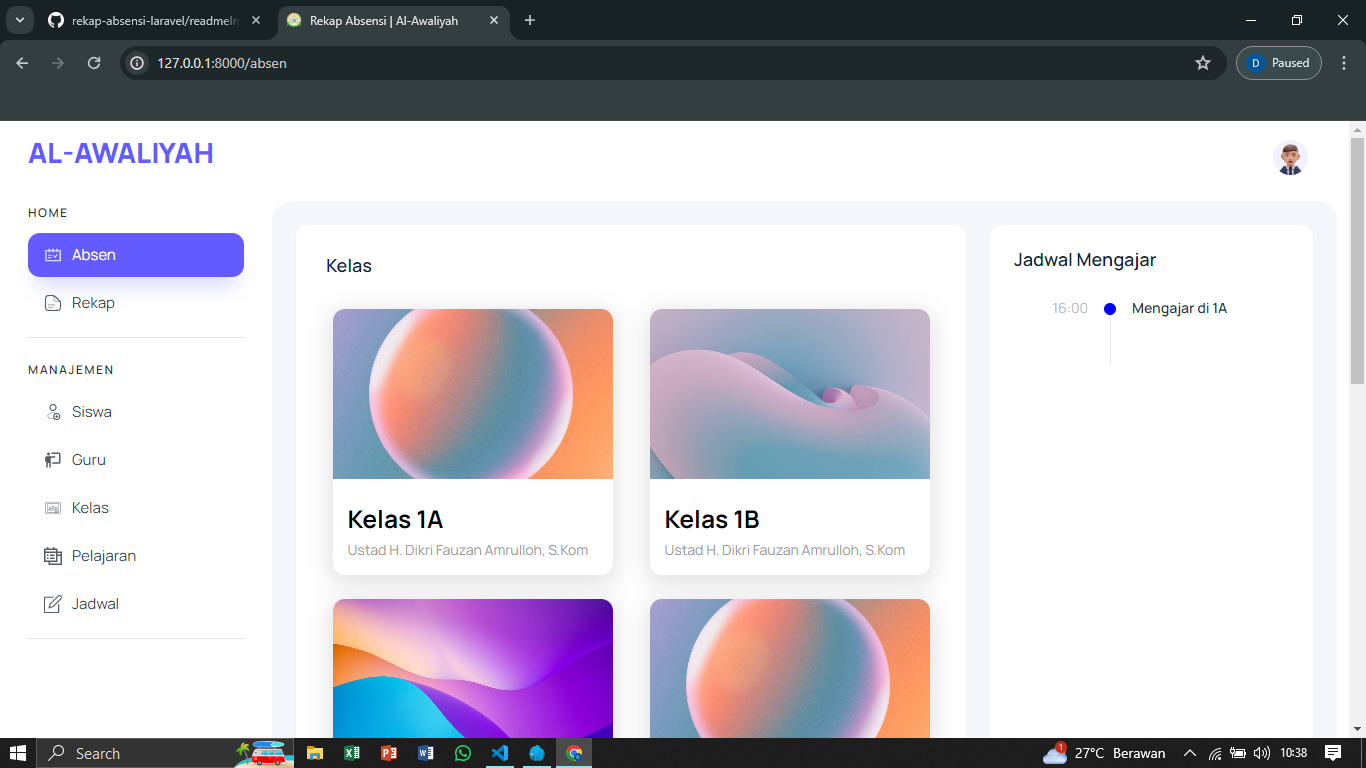 rekap-absensi-laravel/readmeIm
Rekap Absensi | Al-Awaliyah
127.0.0.1:8000/absen
D
Paused
AL-AWALIYAH
HOME
Absen
Rekap
MANAJEMEN
Siswa
Guru
Kelas
Pelajaran
Jadwal
Kelas
Kelas 1A
Ustad H. Dikri Fauzan Amrulloh, S.Kom
Kelas 1B
Ustad H. Dikri Fauzan Amrulloh, S.Kom
Jadwal Mengajar
16:00 Mengajar di 1A
Search
1
27°C Berawan
10:38